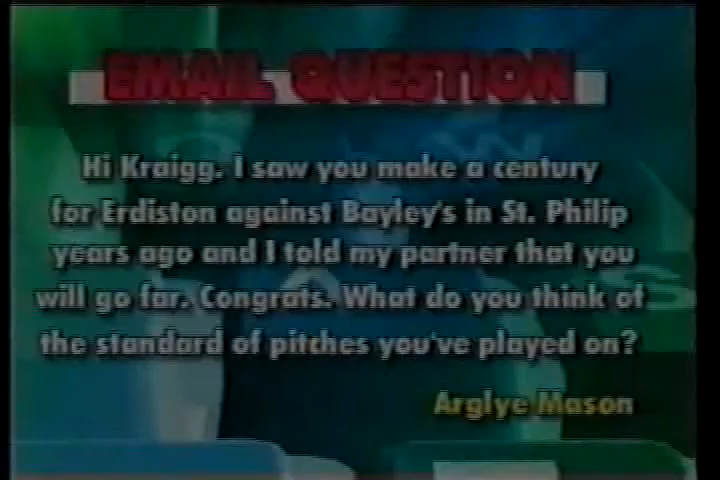 EMAIL QUESTION
Hi Kraigg. I saw you make a century
for Erdiston against Bayley's in St. Philip
years ago and I told my partner that you
will go far. Congrats. What do you think of
the standard of pitches you've played on?
Arglye Mason